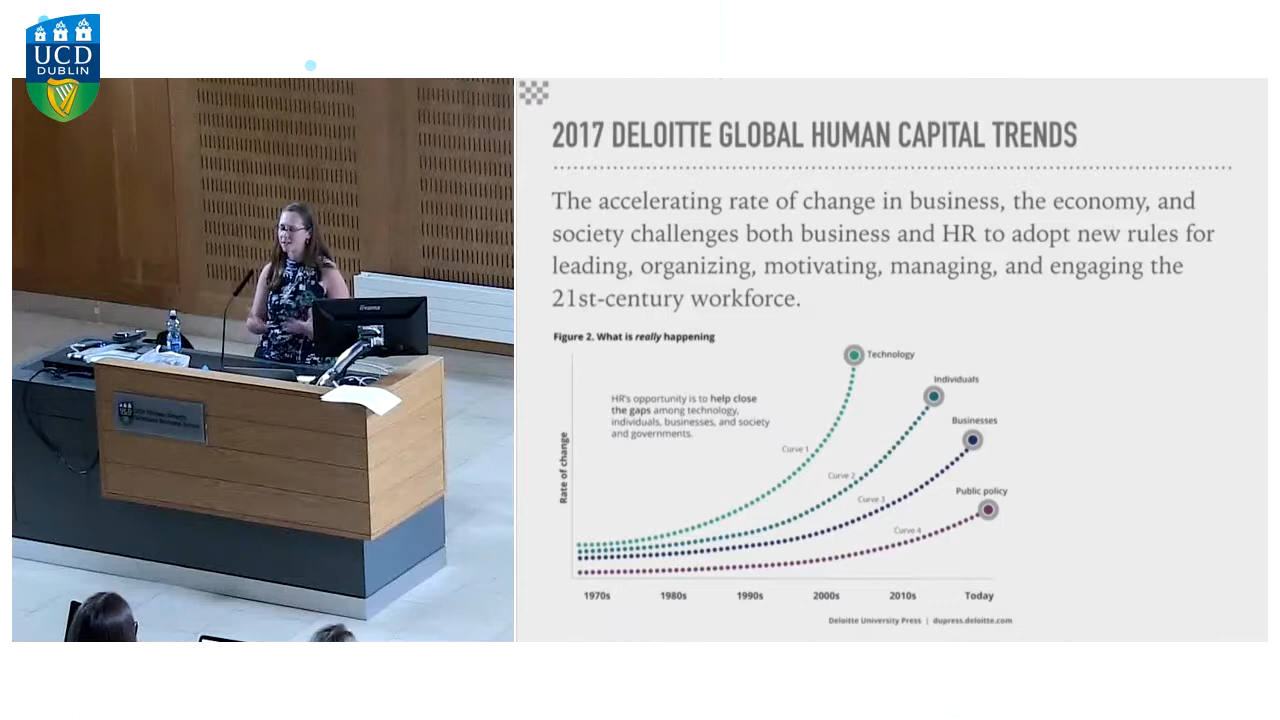 UCD
DUBLIN
2017 DELOITTE GLOBAL HUMAN CAPITAL TRENDS
The accelerating rate of change in business, the economy, and
society challenges both business and HR to adopt new rules for
leading, organizing, motivating, managing, and engaging the
21st-century workforce.
Figure 2. What is really happening
Technology
Individuals
HR's opportunity is to help close
the gaps among technology,
individuals, businesses, and society
and governments.
Businesses
Curve 1
Curve 2
Curve 3
Public policy
Curve 4
Rate of change
1970s 1980s 1990s 2000s 2010s Today
Deloitte University Press | dupress.deloitte.com
UCD